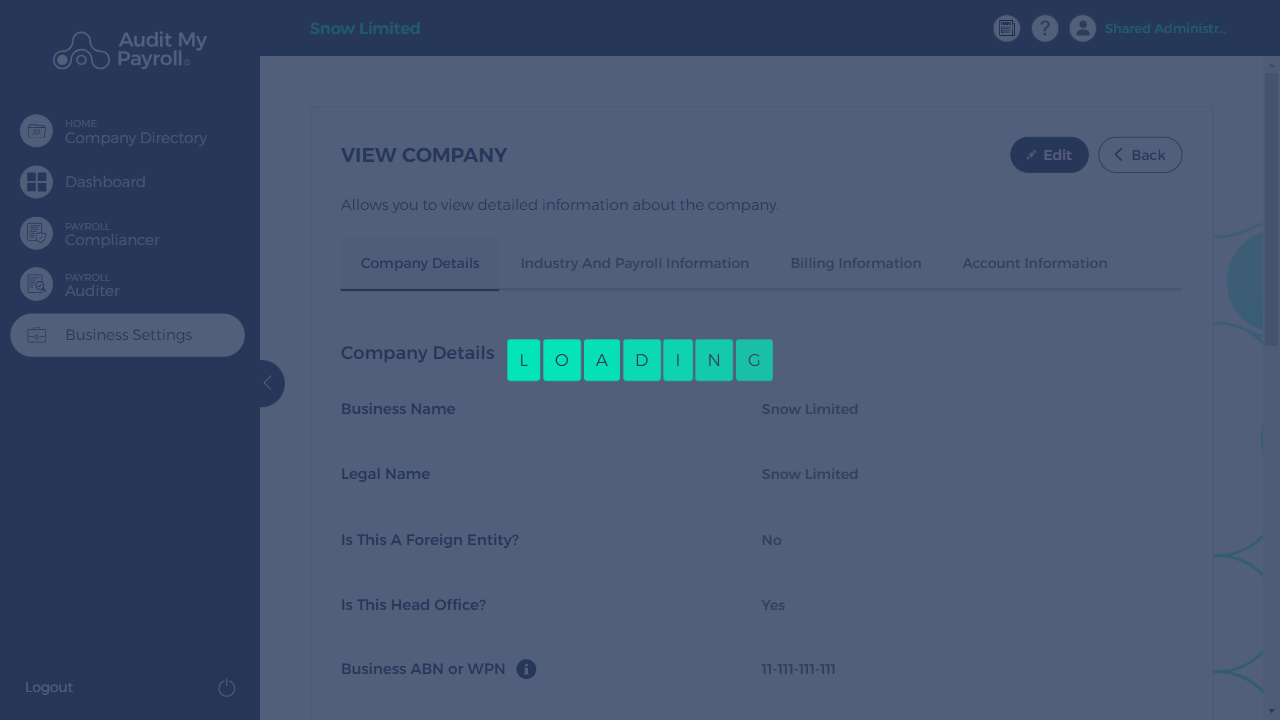 Audit My
Payroll
Snow Limited
Shared Administr...
HOME
Company Directory
Dashboard
PAYROLL
Compliancer
PAYROLL
Auditer
Business Settings
Logout
VIEW COMPANY
Edit
Back
Allows you to view detailed information about the company.
Company Details
Industry And Payroll Information
Billing Information
Account Information
Company Details
LOADING
Business Name
Snow Limited
Legal Name
Snow Limited
Is This A Foreign Entity?
No
Is This Head Office?
Yes
Business ABN or WPN
11-111-111-111